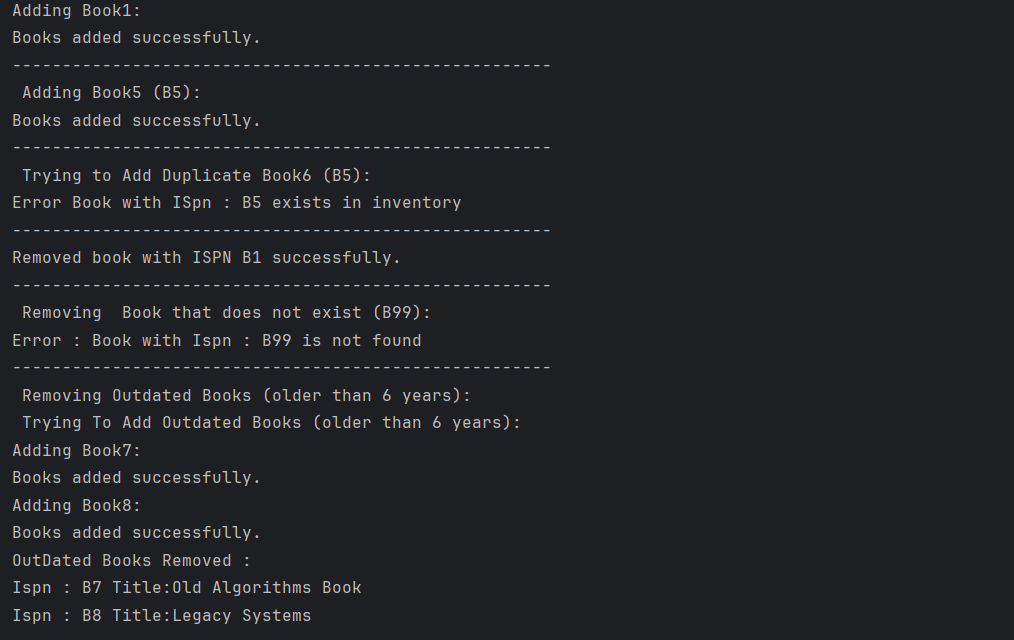 Adding Book1:
Books added successfully.
------------------------------------------------------
 Adding Book5 (B5):
Books added successfully.
------------------------------------------------------
 Trying to Add Duplicate Book6 (B5):
Error Book with ISpn : B5 exists in inventory
------------------------------------------------------
Removed book with ISPN B1 successfully.
------------------------------------------------------
 Removing  Book that does not exist (B99):
Error : Book with Ispn : B99 is not found
------------------------------------------------------
 Removing Outdated Books (older than 6 years):
 Trying To Add Outdated Books (older than 6 years):
Adding Book7:
Books added successfully.
Adding Book8:
Books added successfully.
OutDated Books Removed :
Ispn : B7 Title:Old Algorithms Book
Ispn : B8 Title:Legacy Systems